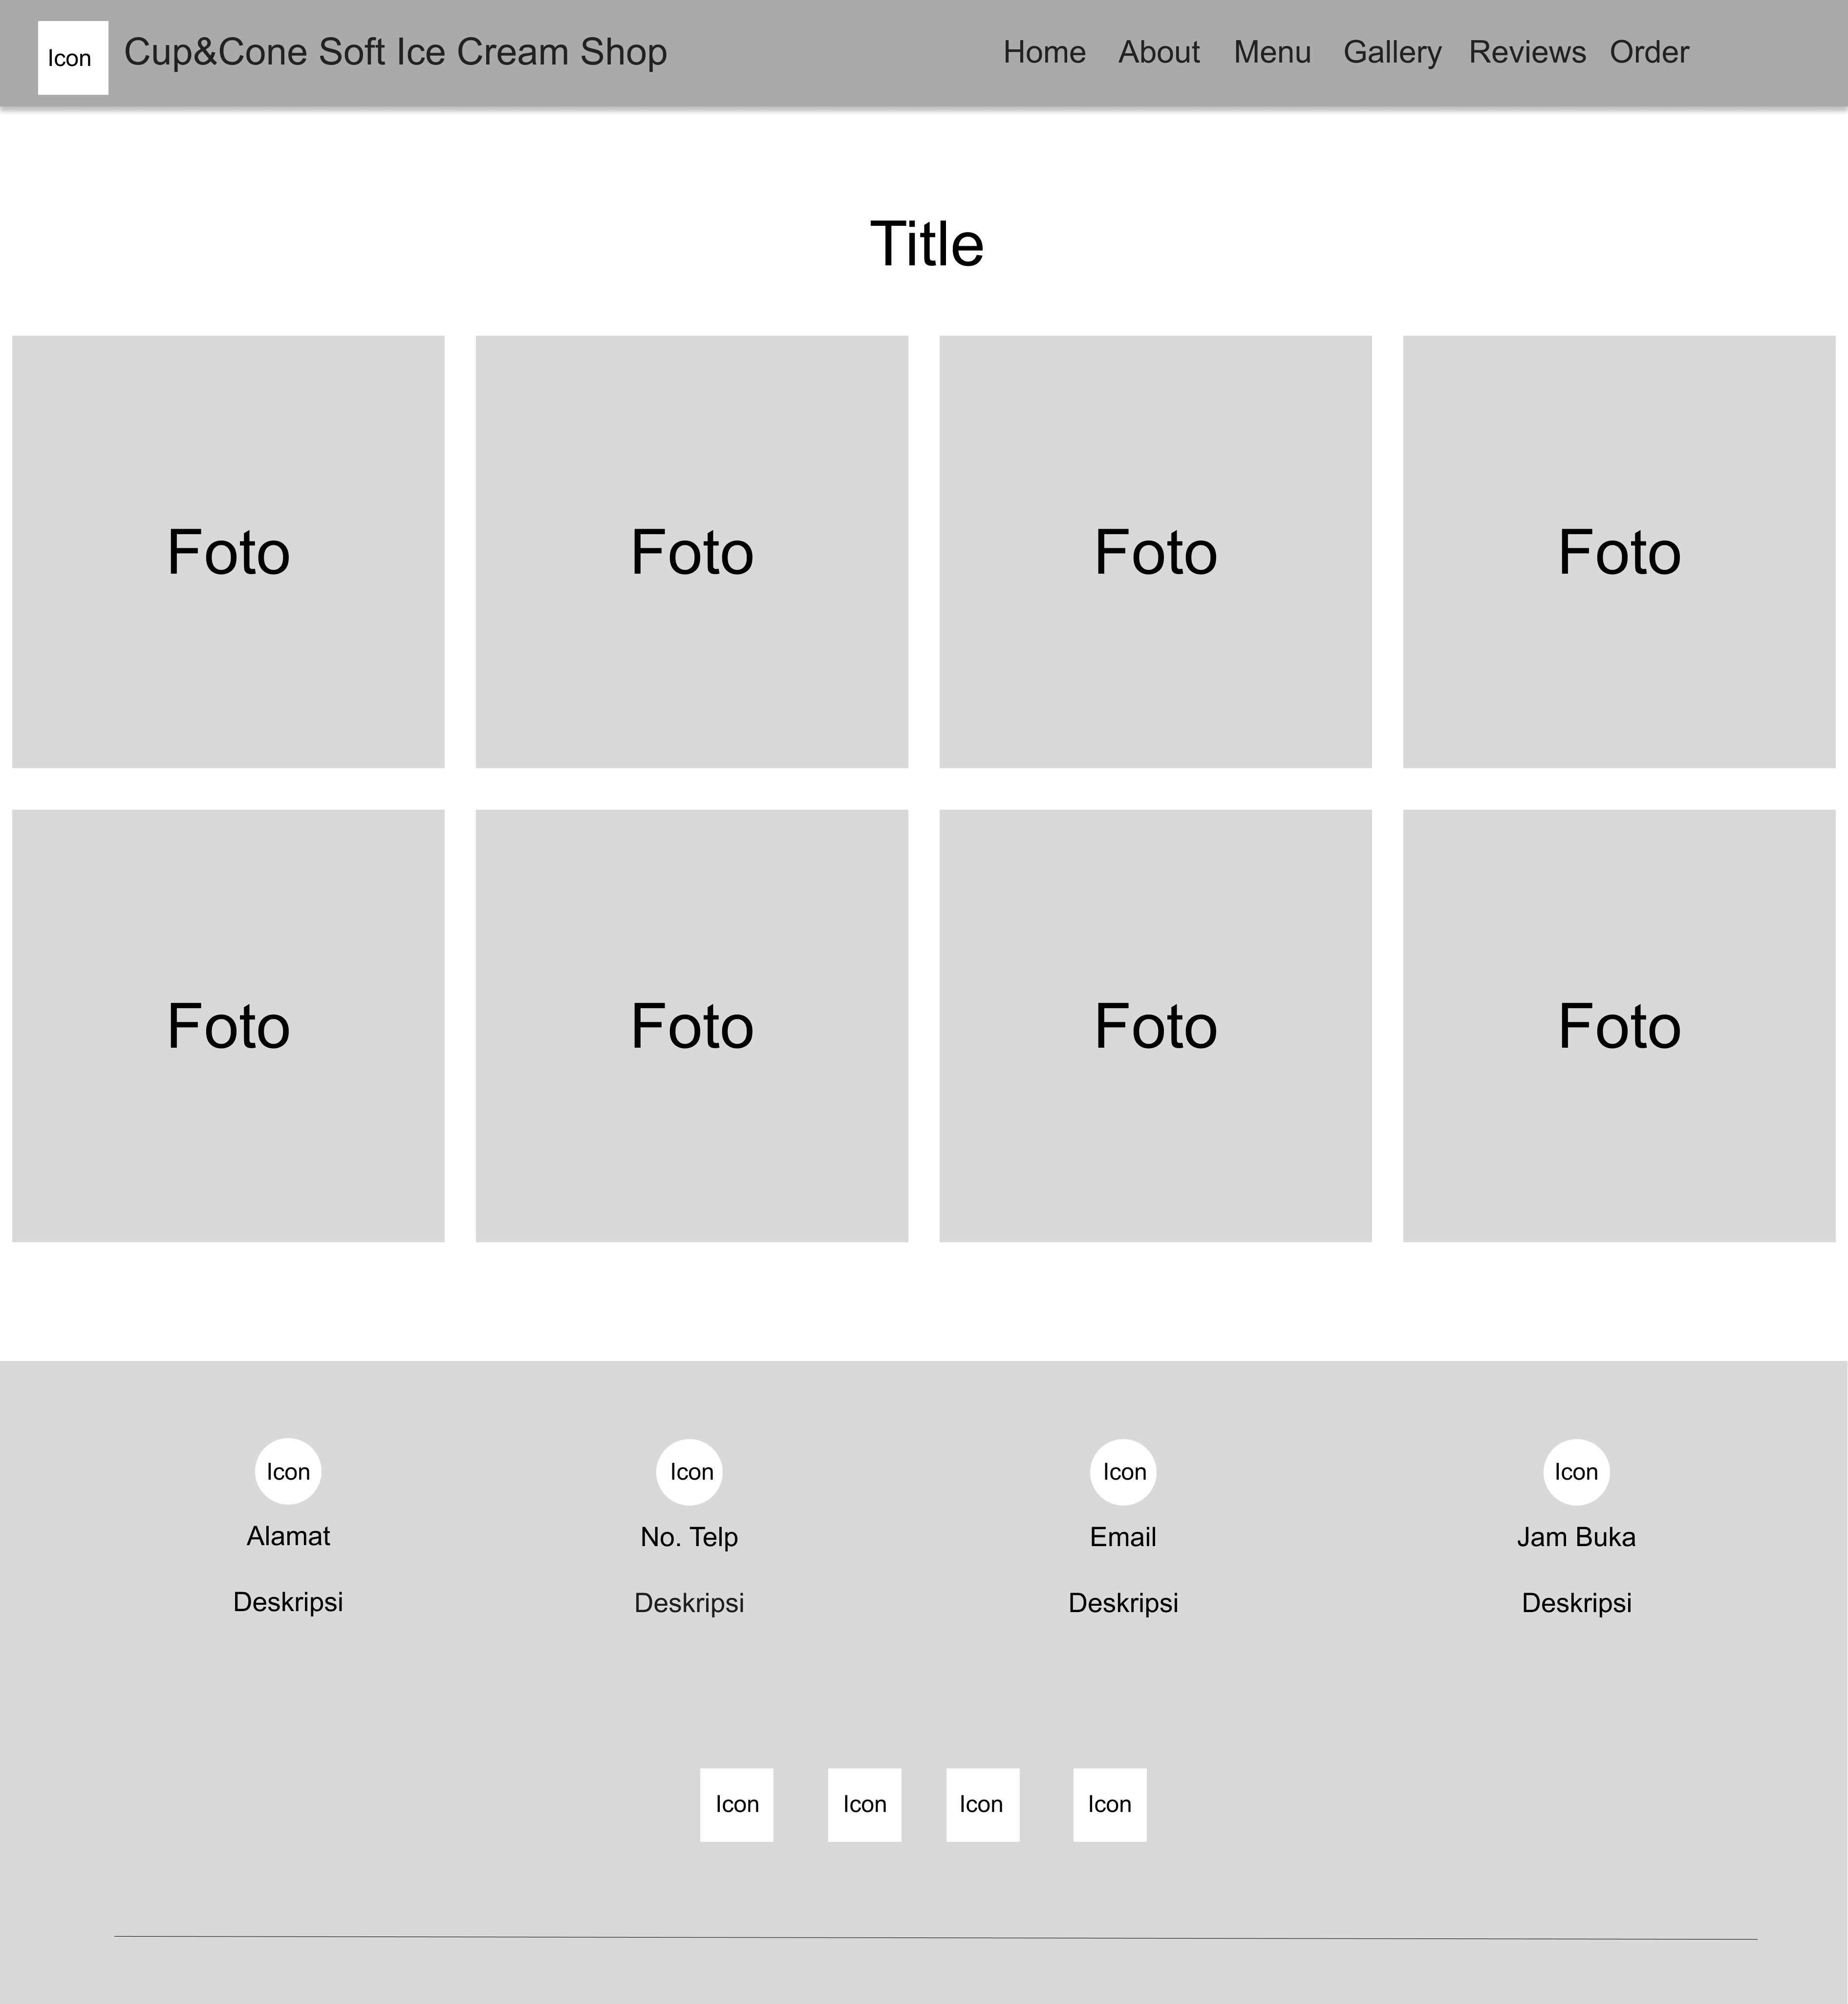 Icon Cup&Cone Soft Ice Cream Shop Home About Menu Gallery Reviews Order
Title
Foto Foto Foto Foto
Foto Foto Foto Foto
Icon Icon Icon Icon
Alamat No. Telp Email Jam Buka
Deskripsi Deskripsi Deskripsi Deskripsi
Icon Icon Icon Icon